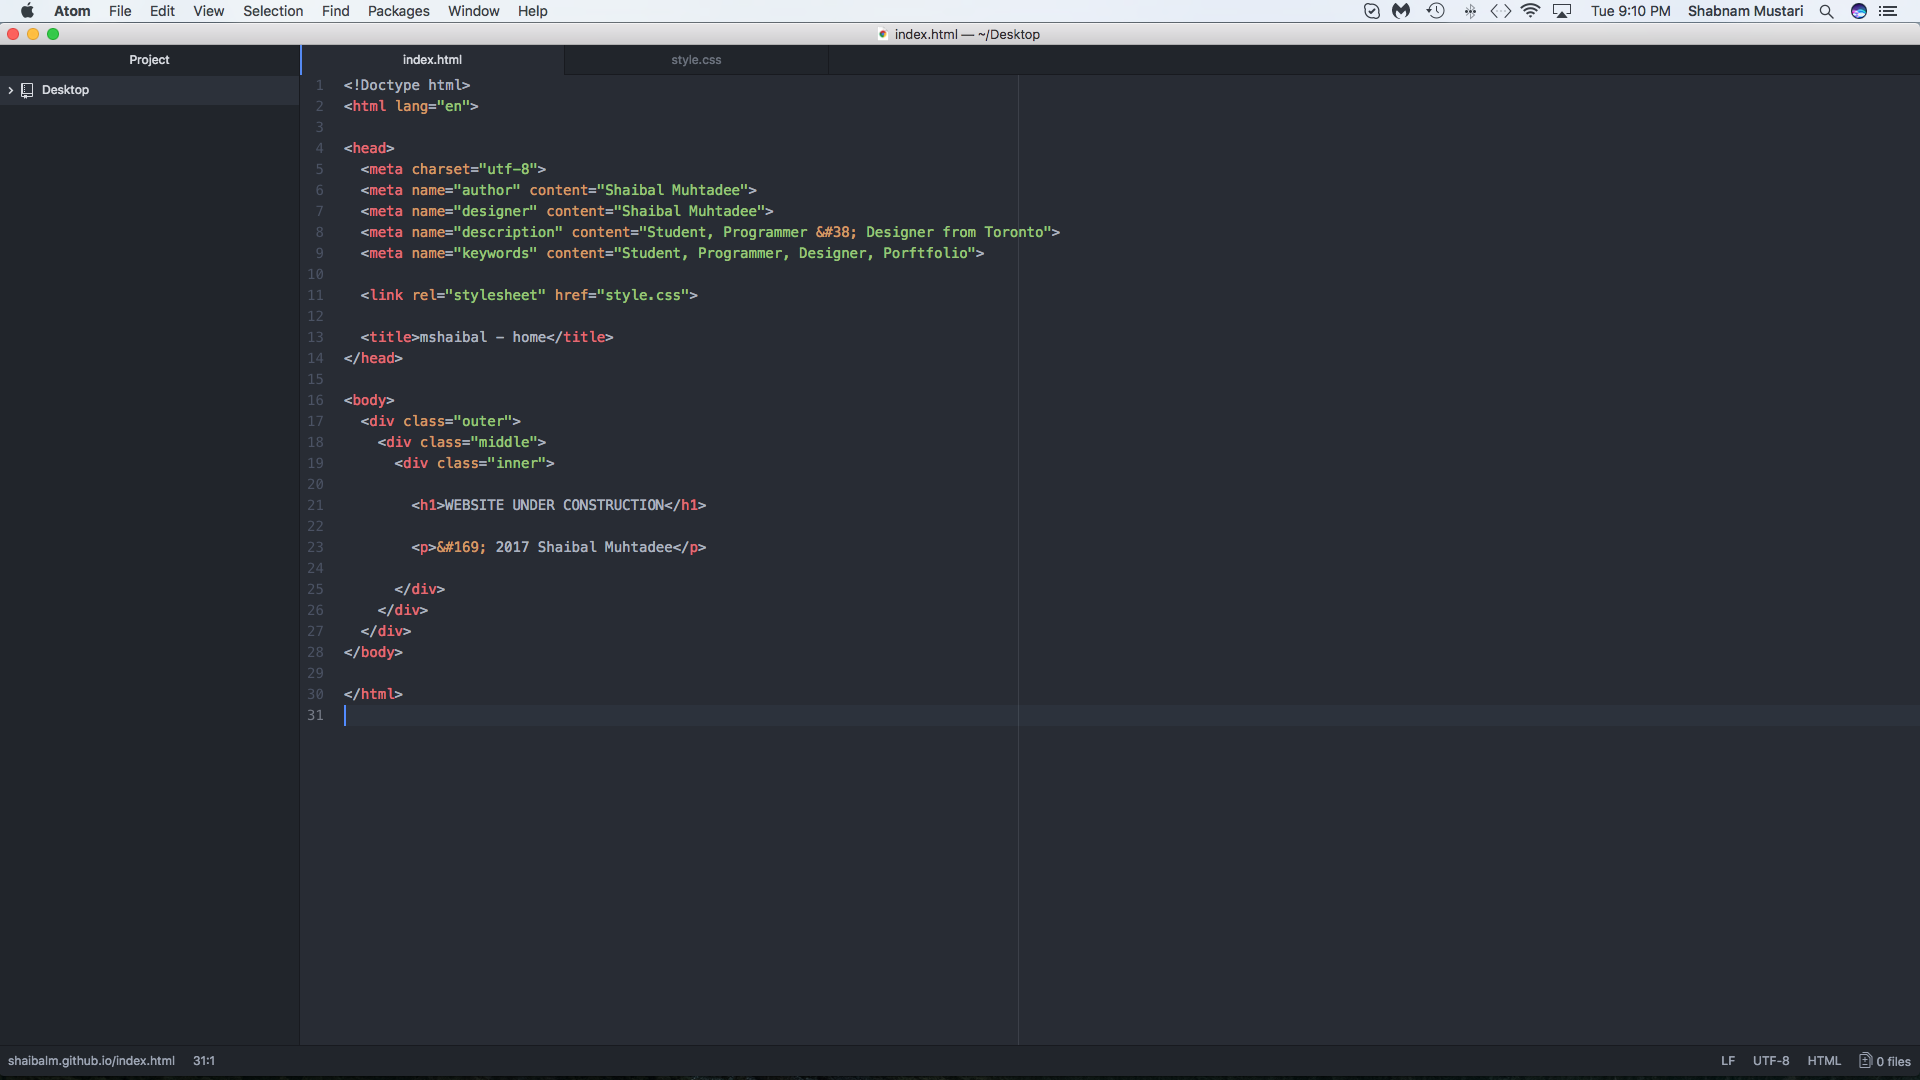 Atom File Edit View Selection Find Packages Window Help Tue 9:10 PM Shabnam Mustari
index.html — ~/Desktop
Project index.html style.css
Desktop
1 <!Doctype html>
2 <html lang="en">
3
4 <head>
5 <meta charset="utf-8">
6 <meta name="author" content="Shaibal Muhtadee">
7 <meta name="designer" content="Shaibal Muhtadee">
8 <meta name="description" content="Student, Programmer &#38; Designer from Toronto">
9 <meta name="keywords" content="Student, Programmer, Designer, Porftfolio">
10
11 <link rel="stylesheet" href="style.css">
12
13 <title>mshaibal - home</title>
14 </head>
15
16 <body>
17 <div class="outer">
18 <div class="middle">
19 <div class="inner">
20
21 <h1>WEBSITE UNDER CONSTRUCTION</h1>
22
23 <p>&#169; 2017 Shaibal Muhtadee</p>
24
25 </div>
26 </div>
27 </div>
28 </body>
29
30 </html>
31
shaibalm.github.io/index.html 31:1 LF UTF-8 HTML 0 files